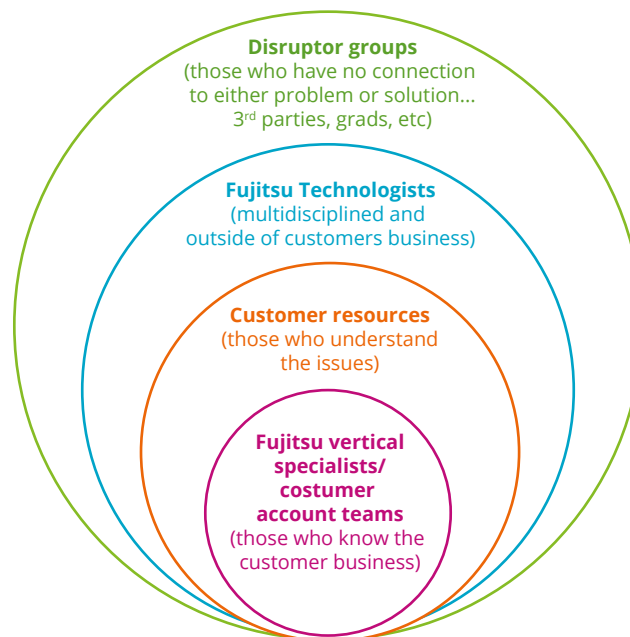 Disruptor groups
(those who have no connection
to either problem or solution...
3rd parties, grads, etc)
Fujitsu Technologists
(multidisciplined and
outside of customers business)
Customer resources
(those who understand
the issues)
Fujitsu vertical
specialists/
costumer
account teams
(those who know the
customer business)